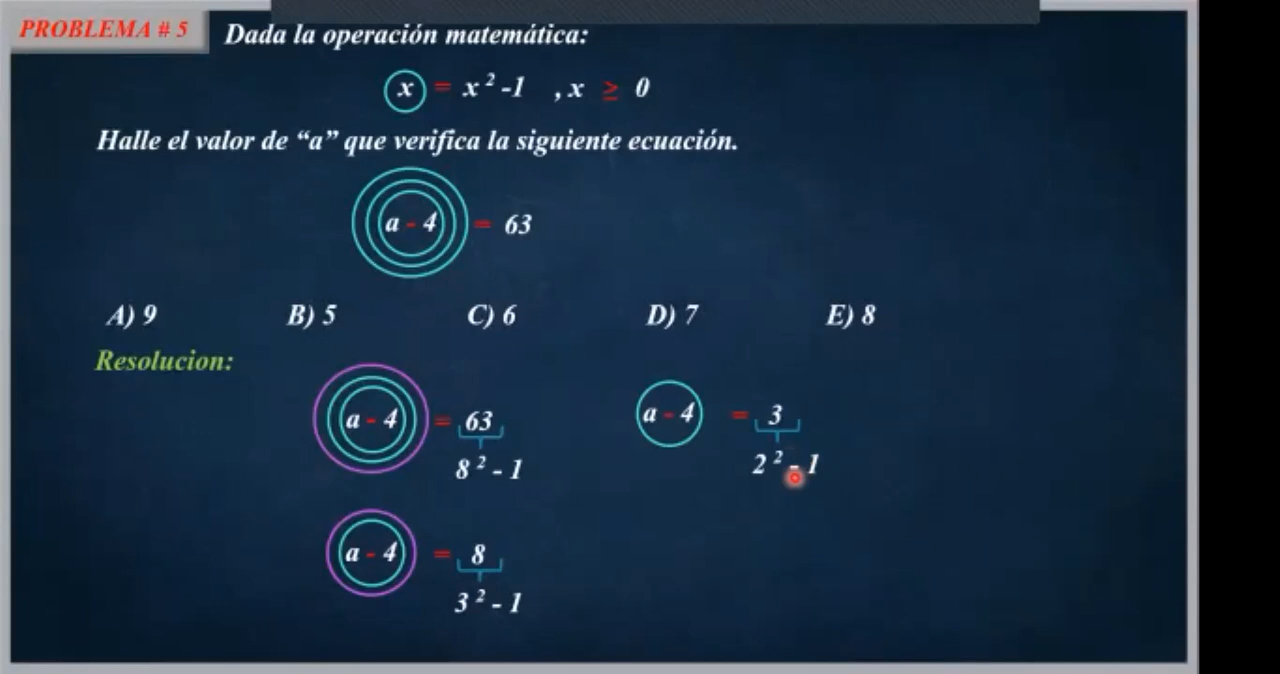 PROBLEMA # 5
Dada la operación matemática:
x = x² -1 , x ≥ 0
Halle el valor de “a” que verifica la siguiente ecuación.
a - 4 = 63
A) 9 B) 5 C) 6 D) 7 E) 8
Resolucion:
a - 4 = 63
8² - 1
a - 4 = 8
3² - 1
a - 4 = 3
2² - 1